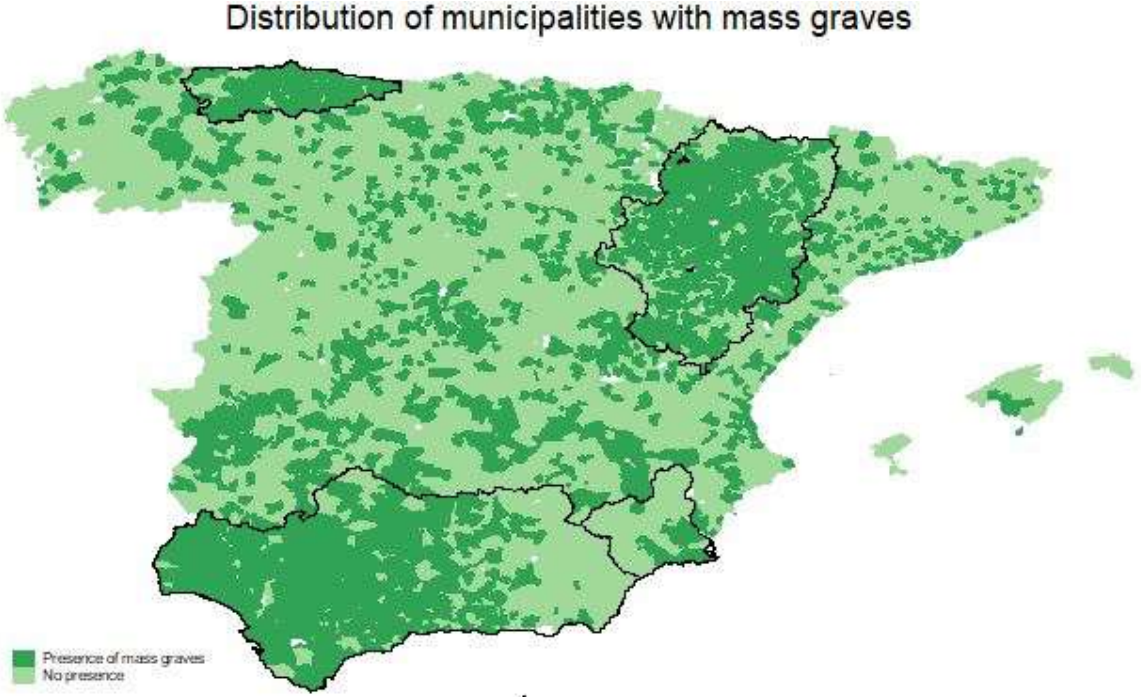 Distribution of municipalities with mass graves
Presence of mass graves
No presence